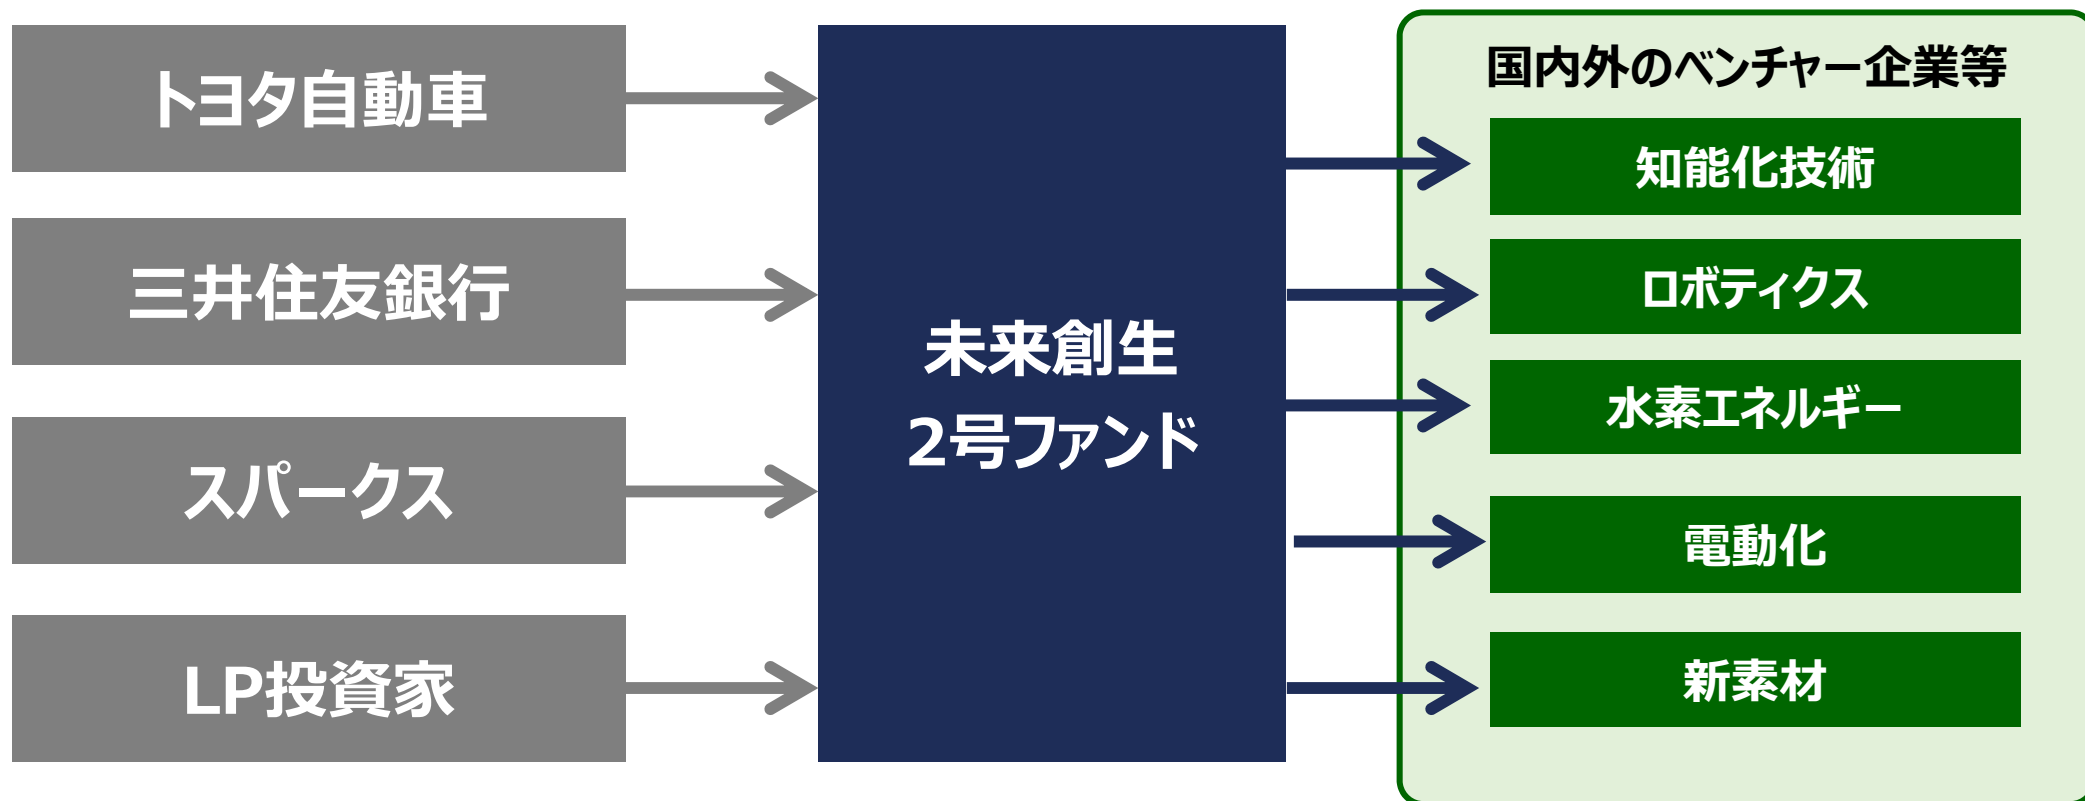 トヨタ自動車
三井住友銀行
スパークス
LP投資家
未来創生
2号ファンド
国内外のベンチャー企業等
知能化技術
ロボティクス
水素エネルギー
電動化
新素材